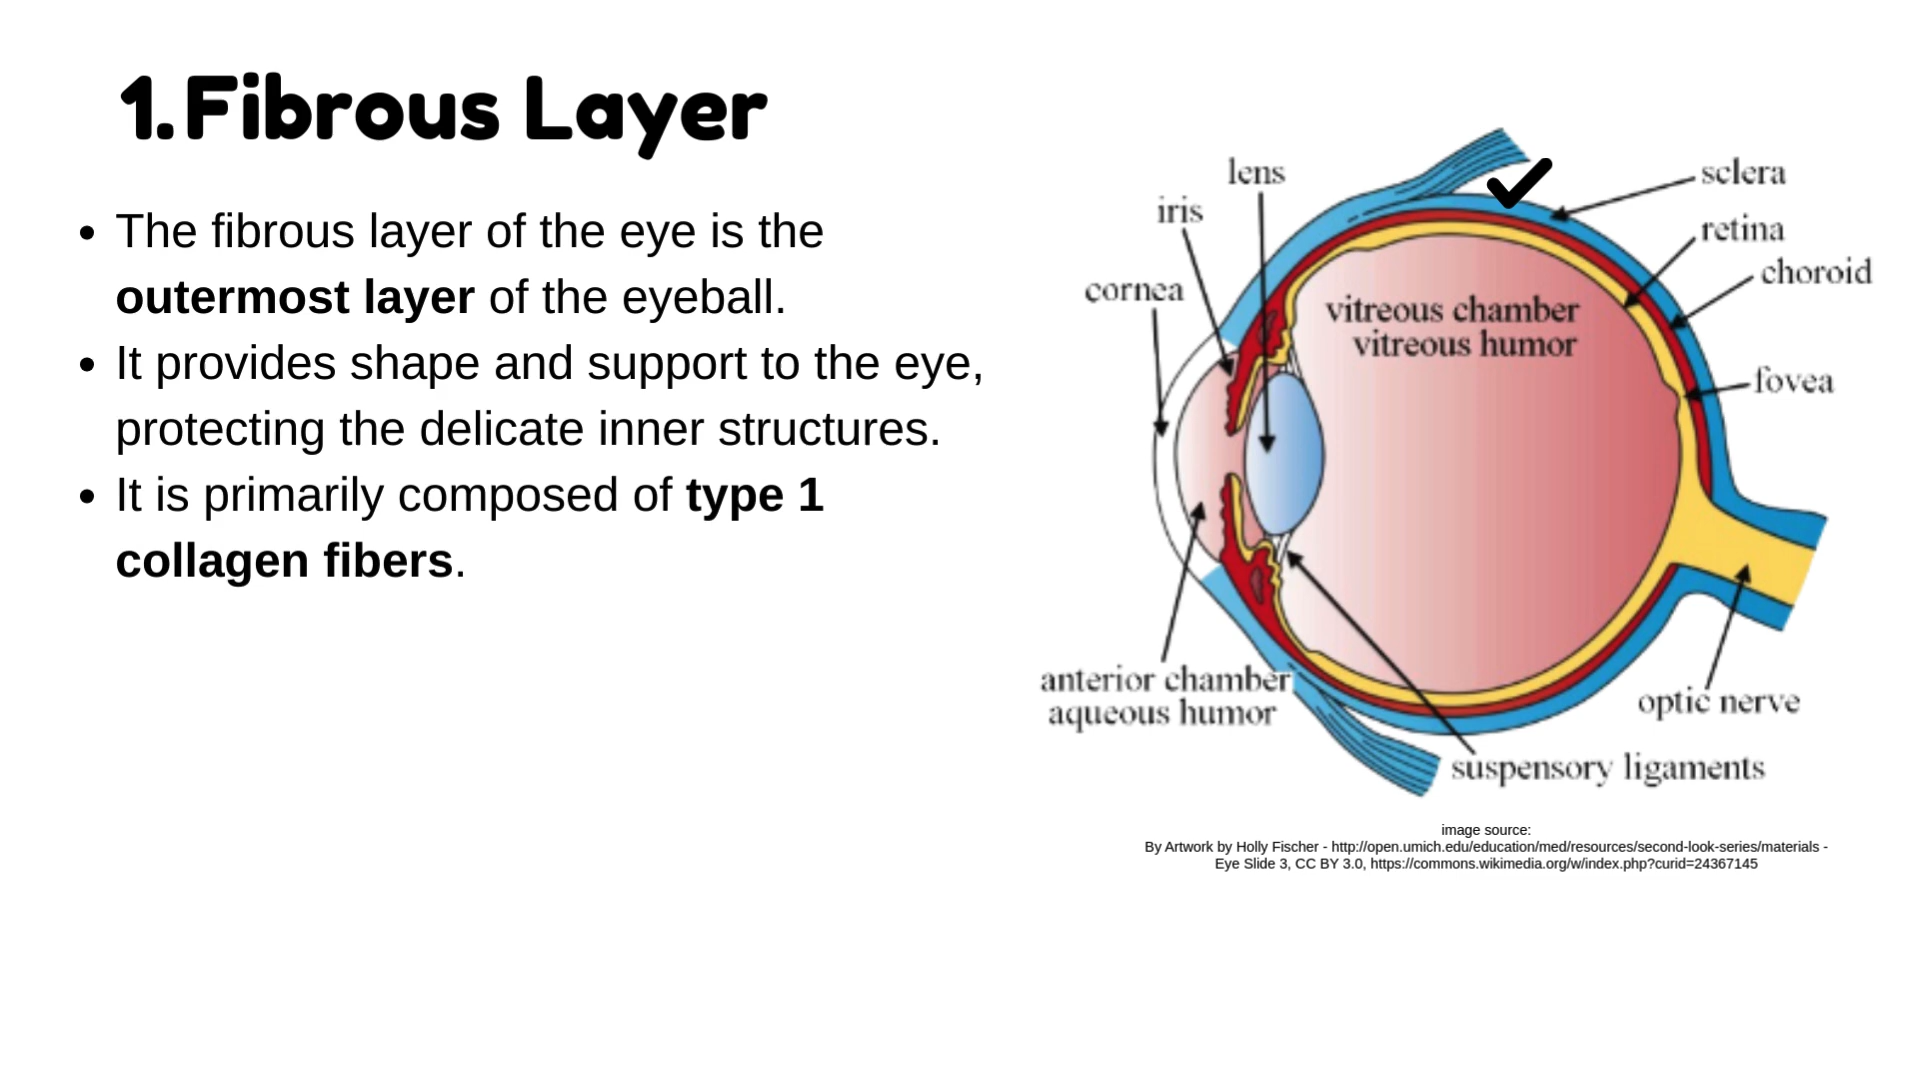 1.Fibrous Layer
• The fibrous layer of the eye is the
outermost layer of the eyeball.
• It provides shape and support to the eye,
protecting the delicate inner structures.
• It is primarily composed of type 1
collagen fibers.
lens
sclera
iris
retina
choroid
cornea
vitreous chamber
vitreous humor
fovea
anterior chamber
aqueous humor
optic nerve
suspensory ligaments
image source:
By Artwork by Holly Fischer - http://open.umich.edu/education/med/resources/second-look-series/materials -
Eye Slide 3, CC BY 3.0, https://commons.wikimedia.org/w/index.php?curid=24367145